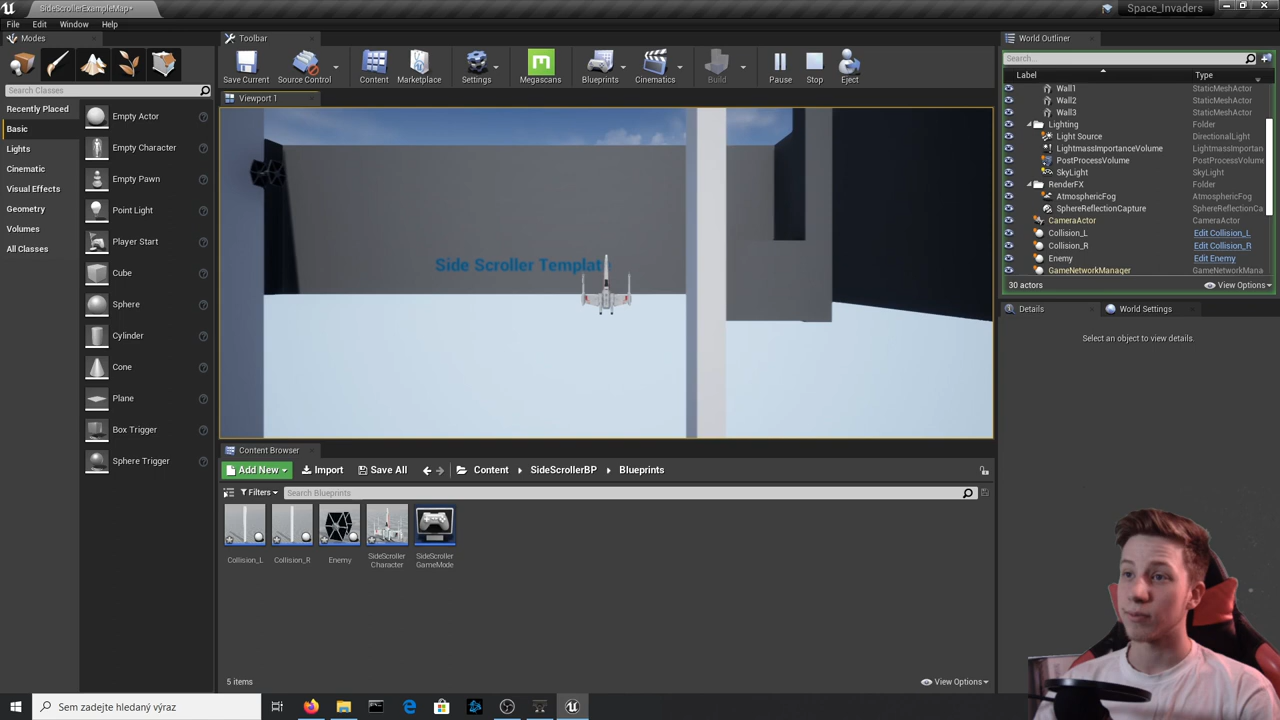 SideScrollerExampleMap*
Space_Invaders
File Edit Window Help
Modes
Toolbar
World Outliner
Save Current
Source Control
Content
Marketplace
Settings
Megascans
Blueprints
Cinematics
Build
Pause
Stop
Eject
Search Classes
Search...
Label
Type
Viewport 1
Recently Placed
Basic
Lights
Cinematic
Visual Effects
Geometry
Volumes
All Classes
Empty Actor
Empty Character
Empty Pawn
Point Light
Player Start
Cube
Sphere
Cylinder
Cone
Plane
Box Trigger
Sphere Trigger
Side Scroller Template
Wall1 StaticMeshActor
Wall2 StaticMeshActor
Wall3 StaticMeshActor
Lighting Folder
Light Source DirectionalLight
LightmassImportanceVolume LightmassImportan
PostProcessVolume PostProcessVolume
SkyLight SkyLight
RenderFX Folder
AtmosphericFog AtmosphericFog
SphereReflectionCapture SphereReflectionCa
CameraActor CameraActor
Collision_L Edit Collision_L
Collision_R Edit Collision_R
Enemy Edit Enemy
GameNetworkManager GameNetworkMana
30 actors
View Options
Details
World Settings
Select an object to view details.
Content Browser
Add New
Import
Save All
Content
SideScrollerBP
Blueprints
Filters
Search Blueprints
Collision_L
Collision_R
Enemy
SideScroller
Character
SideScroller
GameMode
5 items
View Options
Sem zadejte hledaný výraz